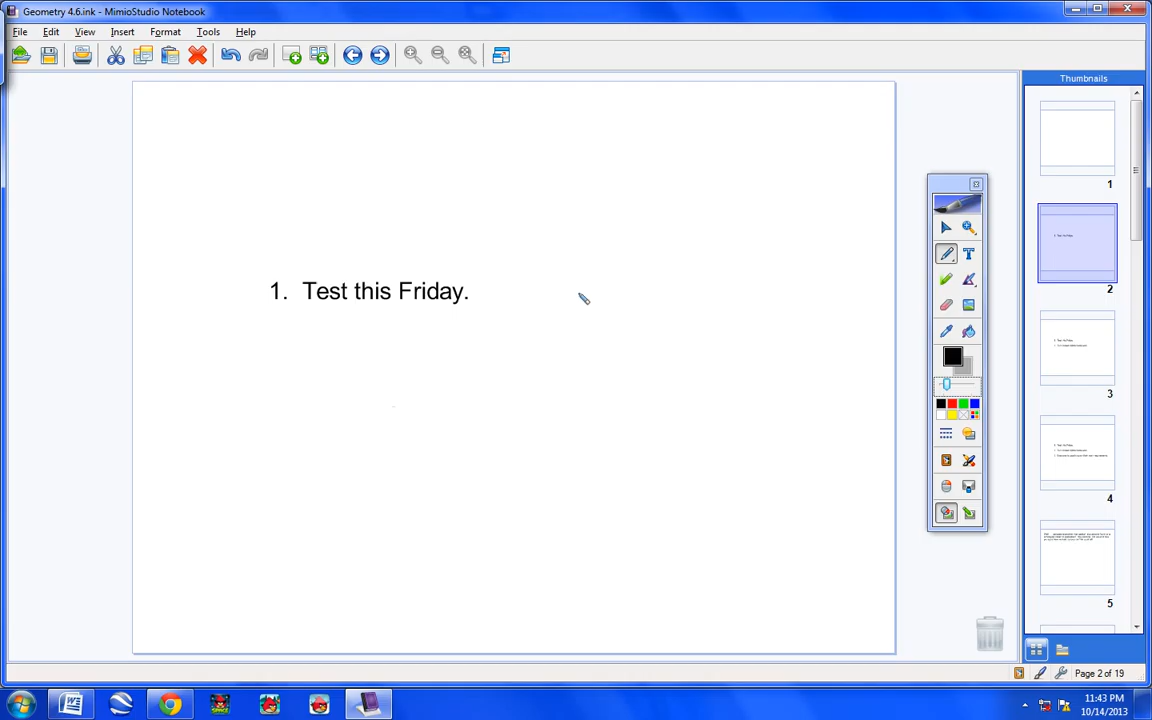 Geometry 4.6.ink - MimioStudio Notebook
File Edit View Insert Format Tools Help
Thumbnails
1
1. Test this Friday.
2
3
4
5
Page 2 of 19
11:43 PM
10/14/2013